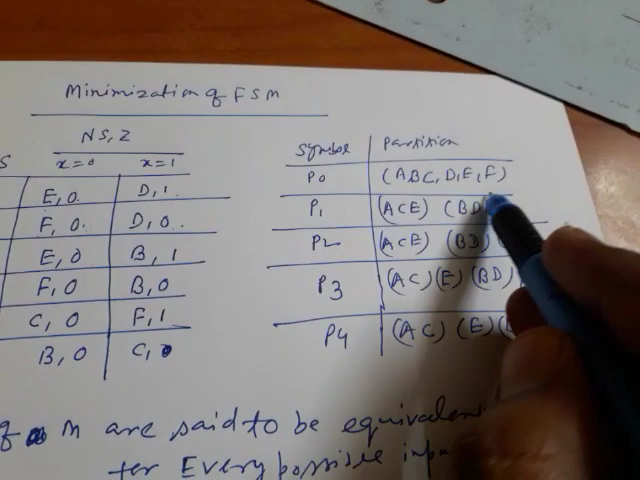 Minimization of FSM
NS, Z
S x=0 x=1
E, 0 D, 1
F, 0 D, 0
E, 0 B, 1
F, 0 B, 0
C, 0 F, 1
B, 0 C, 0
Symbol Partition
P0 (ABC, D, E, F)
P1 (ACE) (BD
P2 (ACE) (BD) (
P3 (AC) (E) (BD)
P4 (AC) (E) (
of M are said to be equivalent
for Every possible